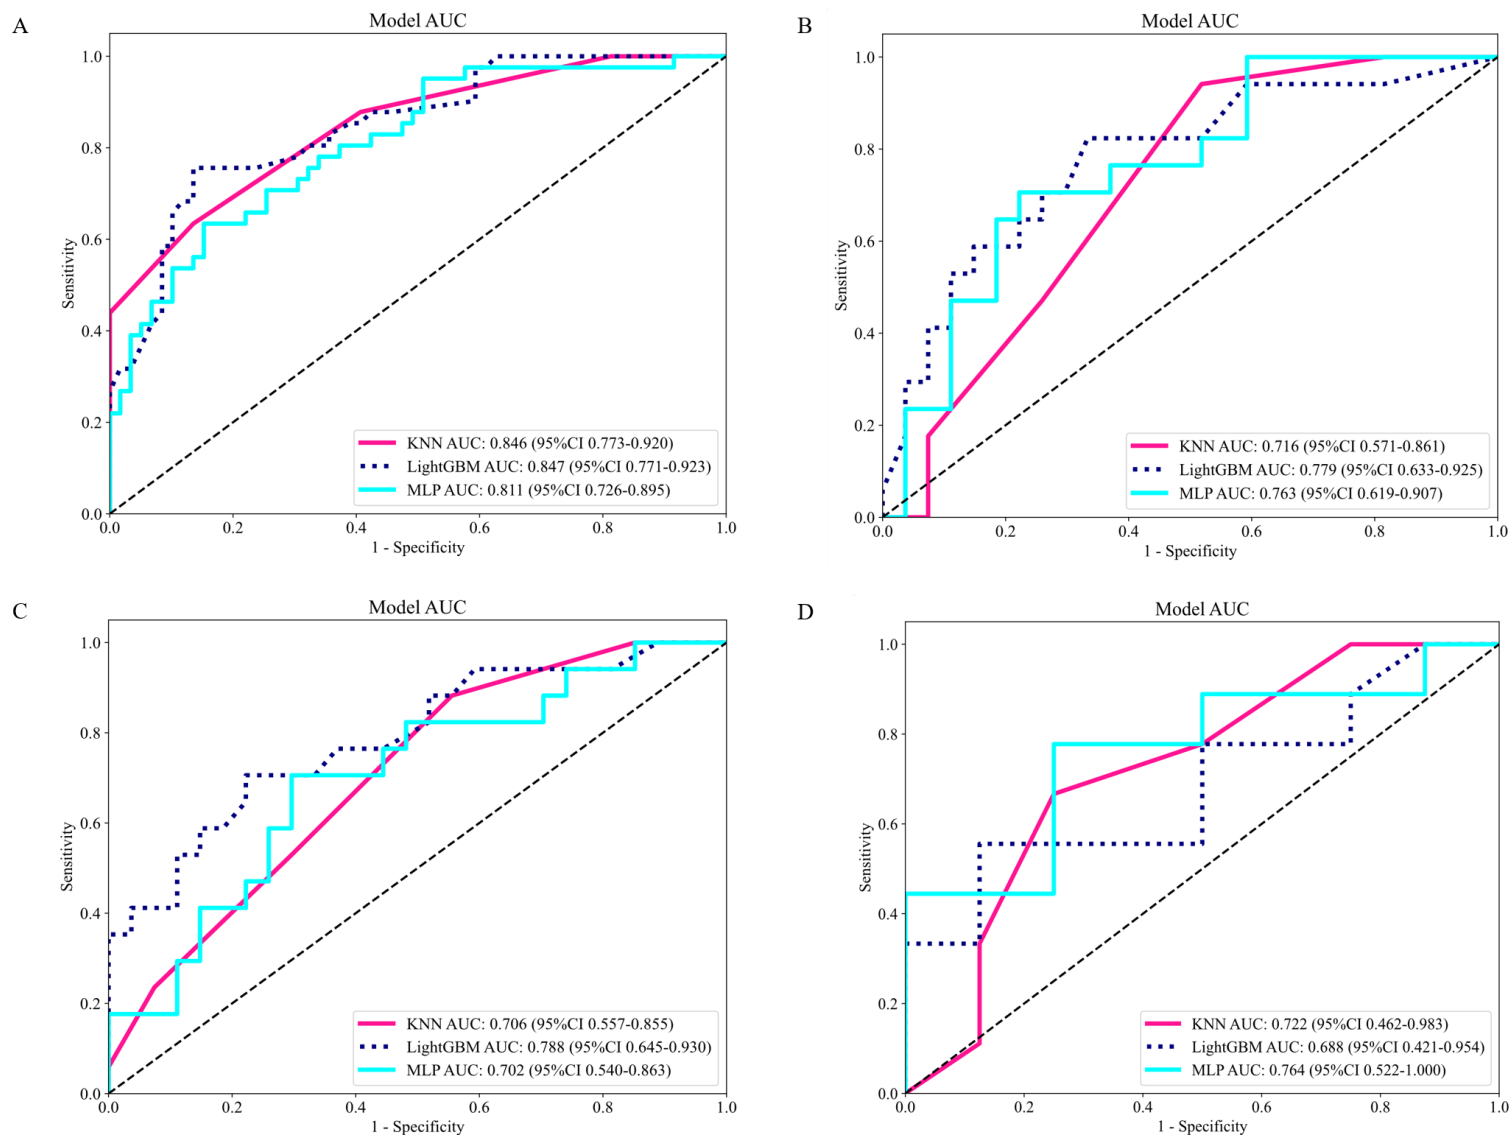 A
Model AUC
Sensitivity
1.0
0.8
0.6
0.4
0.2
0.0
KNN AUC: 0.846 (95%CI 0.773-0.920)
LightGBM AUC: 0.847 (95%CI 0.771-0.923)
MLP AUC: 0.811 (95%CI 0.726-0.895)
0.0 0.2 0.4 0.6 0.8 1.0
1 - Specificity
B
Model AUC
Sensitivity
1.0
0.8
0.6
0.4
0.2
0.0
KNN AUC: 0.716 (95%CI 0.571-0.861)
LightGBM AUC: 0.779 (95%CI 0.633-0.925)
MLP AUC: 0.763 (95%CI 0.619-0.907)
0.0 0.2 0.4 0.6 0.8 1.0
1 - Specificity
C
Model AUC
Sensitivity
1.0
0.8
0.6
0.4
0.2
0.0
KNN AUC: 0.706 (95%CI 0.557-0.855)
LightGBM AUC: 0.788 (95%CI 0.645-0.930)
MLP AUC: 0.702 (95%CI 0.540-0.863)
0.0 0.2 0.4 0.6 0.8 1.0
1 - Specificity
D
Model AUC
Sensitivity
1.0
0.8
0.6
0.4
0.2
0.0
KNN AUC: 0.722 (95%CI 0.462-0.983)
LightGBM AUC: 0.688 (95%CI 0.421-0.954)
MLP AUC: 0.764 (95%CI 0.522-1.000)
0.0 0.2 0.4 0.6 0.8 1.0
1 - Specificity